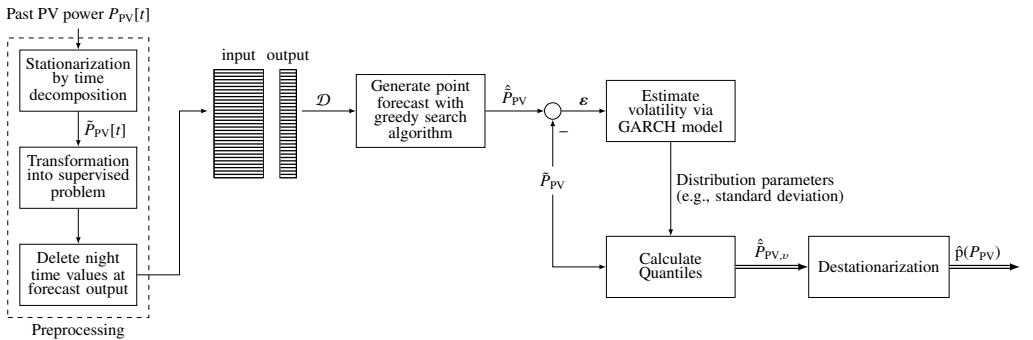 Past PV power P_PV[t]
Stationarization
by time
decomposition
P̃_PV[t]
Transformation
into supervised
problem
Delete night
time values at
forecast output
Preprocessing
input output
𝒟
Generate point
forecast with
greedy search
algorithm
P̃̂_PV
−
ε
P̃_PV
Estimate
volatility via
GARCH model
Distribution parameters
(e.g., standard deviation)
Calculate
Quantiles
P̃̂_PV,υ
Destationarization
p̂(P_PV)